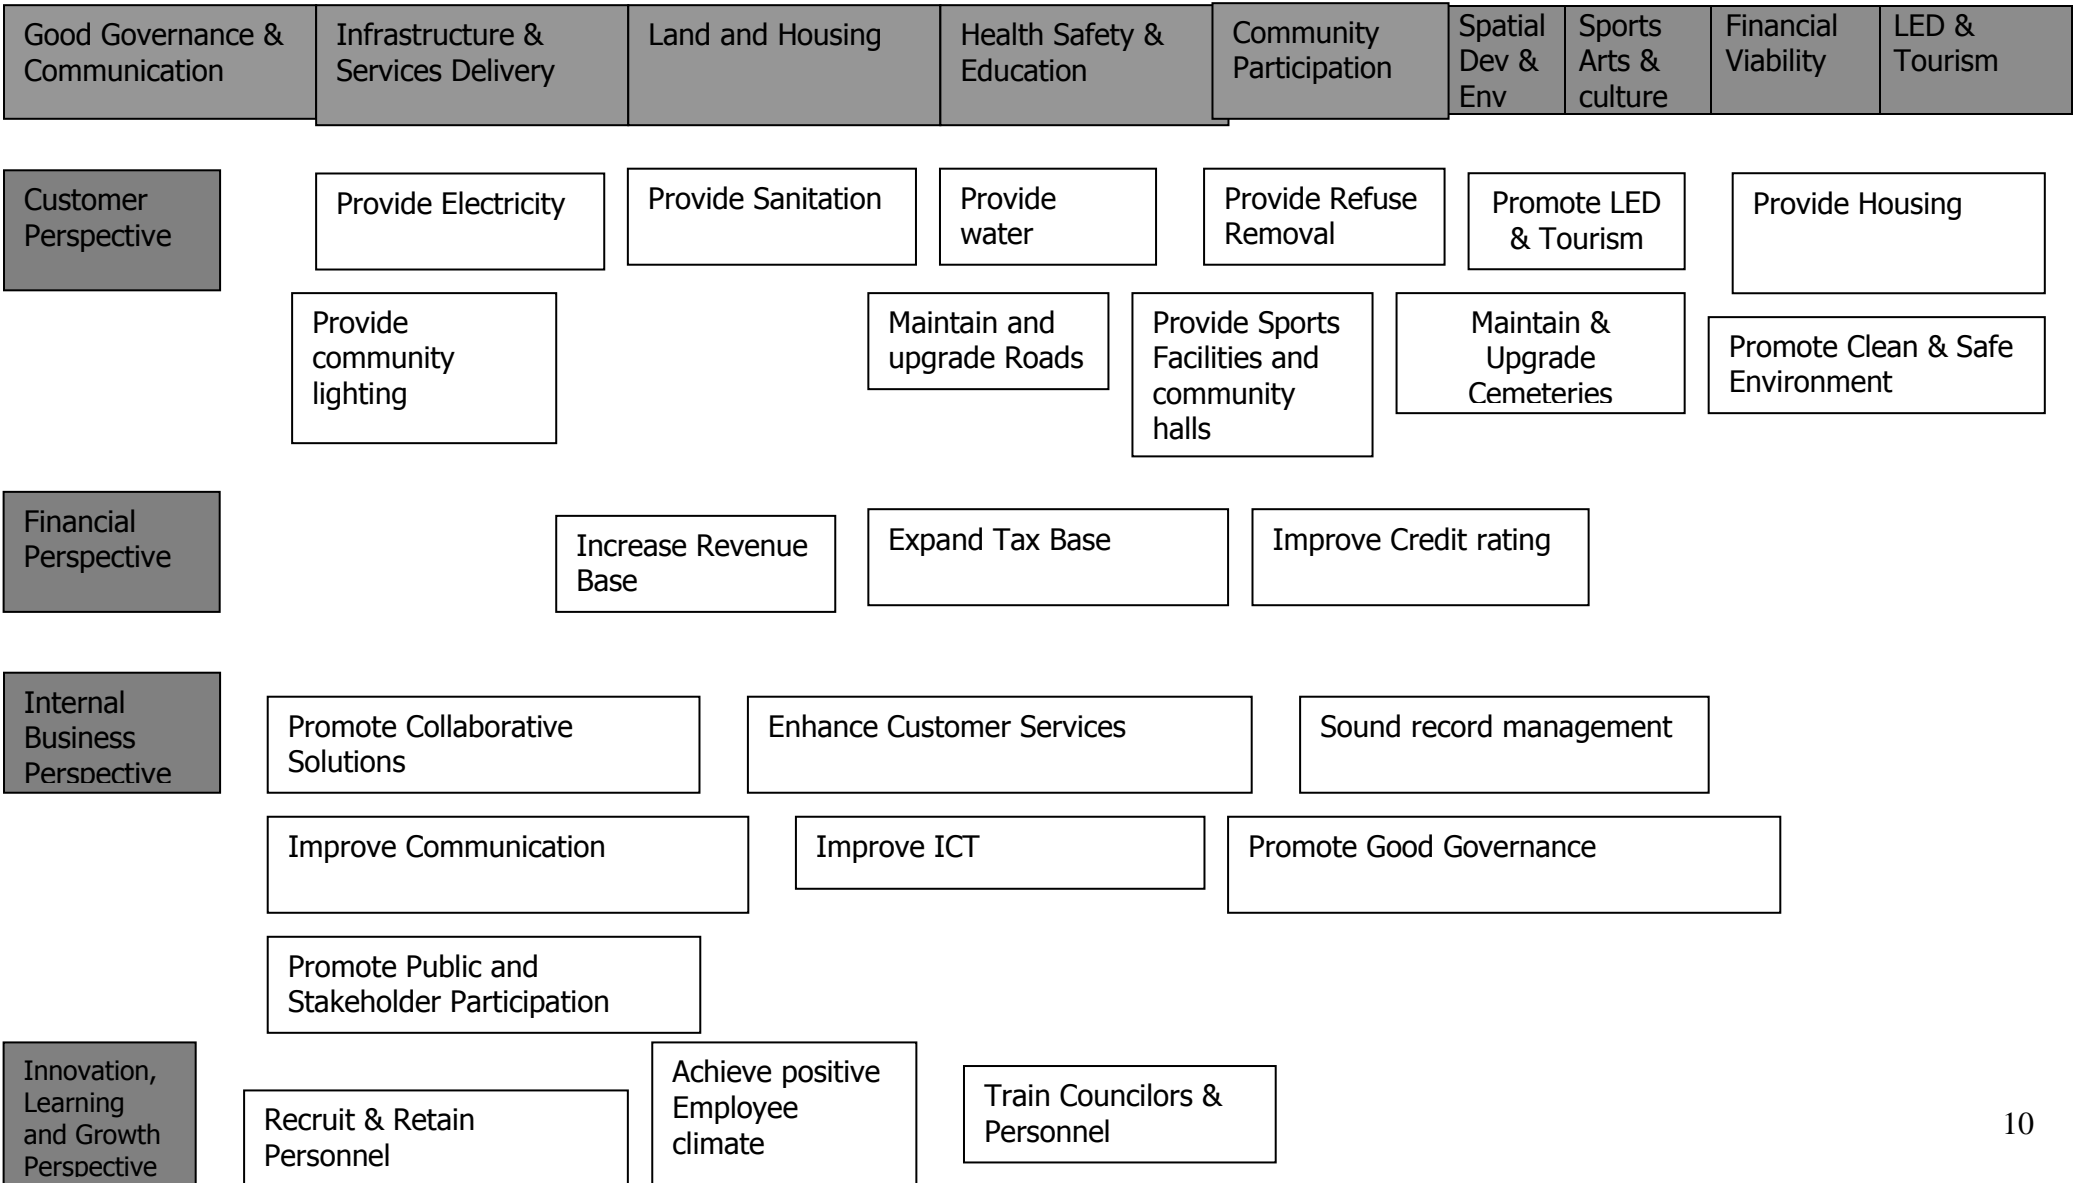 Good Governance &
Communication
Infrastructure &
Services Delivery
Land and Housing
Health Safety &
Education
Community
Participation
Spatial
Dev &
Env
Sports
Arts &
culture
Financial
Viability
LED &
Tourism
Customer
Perspective
Provide Electricity
Provide Sanitation
Provide
water
Provide Refuse
Removal
Promote LED
& Tourism
Provide Housing
Provide
community
lighting
Maintain and
upgrade Roads
Provide Sports
Facilities and
community
halls
Maintain &
Upgrade
Cemeteries
Promote Clean & Safe
Environment
Financial
Perspective
Increase Revenue
Base
Expand Tax Base
Improve Credit rating
Internal
Business
Perspective
Promote Collaborative
Solutions
Enhance Customer Services
Sound record management
Improve Communication
Improve ICT
Promote Good Governance
Promote Public and
Stakeholder Participation
Innovation,
Learning
and Growth
Perspective
Recruit & Retain
Personnel
Achieve positive
Employee
climate
Train Councilors &
Personnel
10